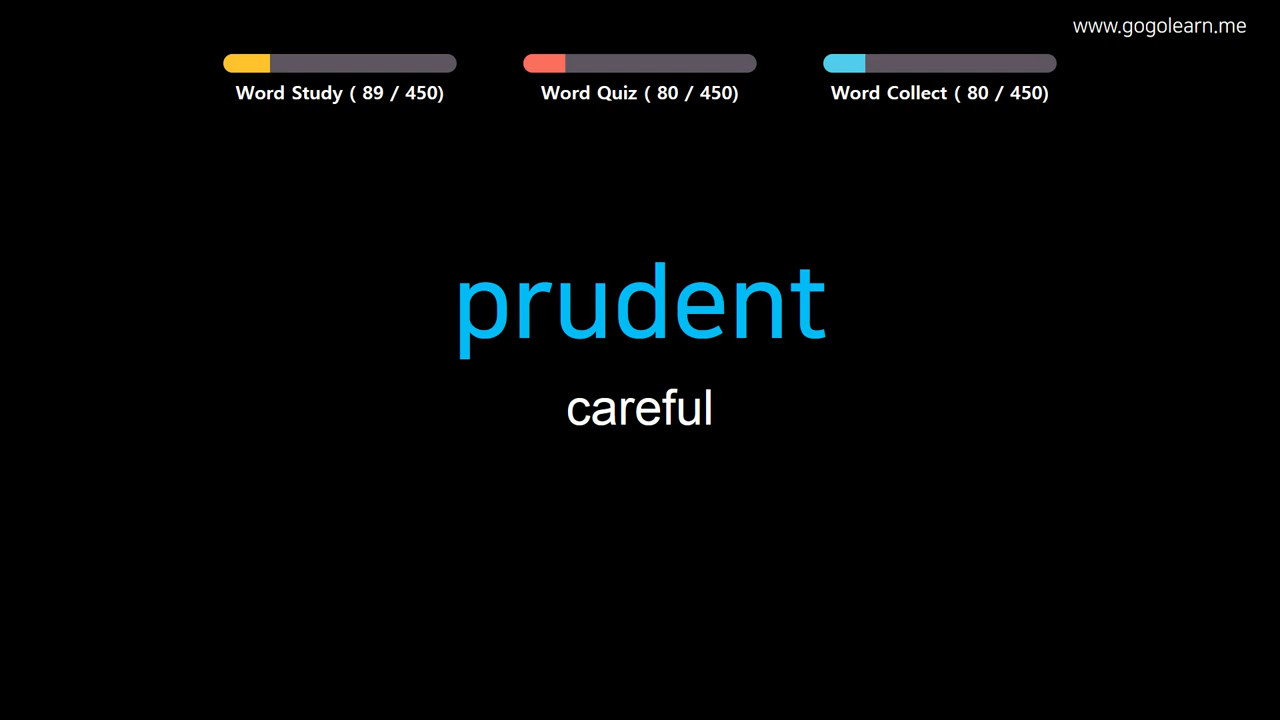 www.gogolearn.me
Word Study ( 89 / 450)
Word Quiz ( 80 / 450)
Word Collect ( 80 / 450)
prudent
careful